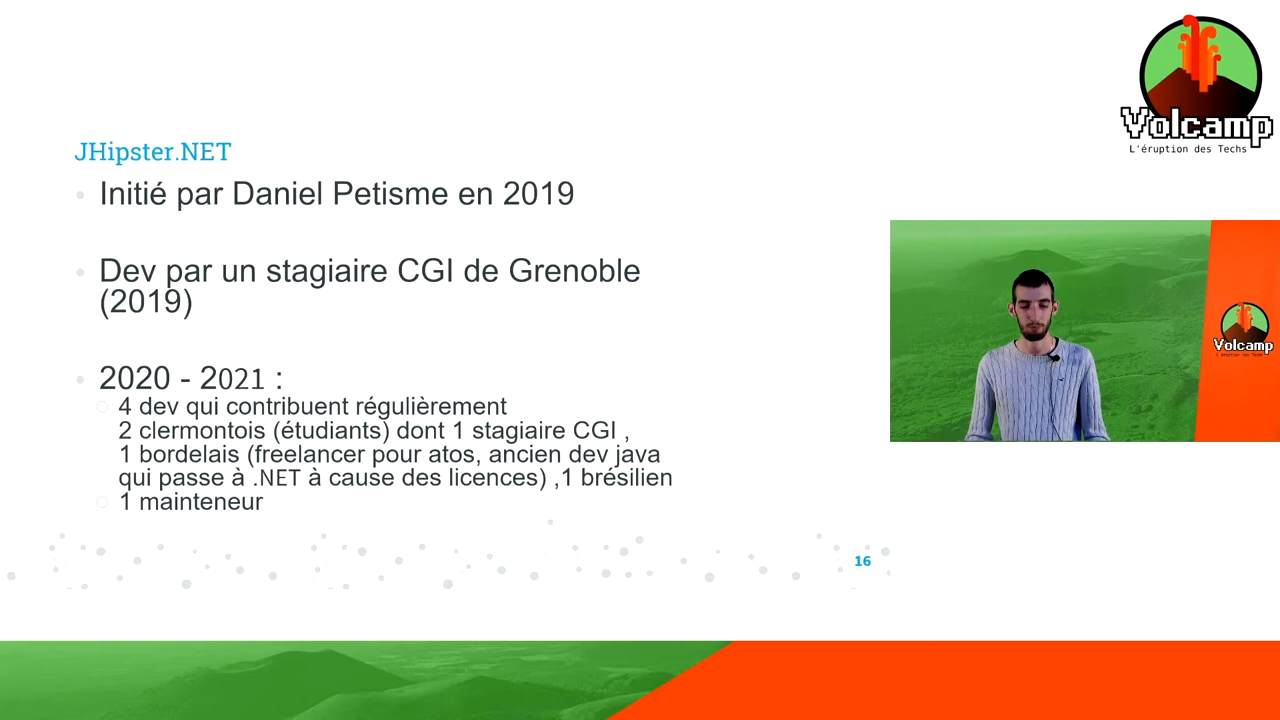 Volcamp
L'éruption des Techs
JHipster.NET
Initié par Daniel Petisme en 2019
Dev par un stagiaire CGI de Grenoble
(2019)
2020 - 2021 :
4 dev qui contribuent régulièrement
2 clermontois (étudiants) dont 1 stagiaire CGI ,
1 bordelais (freelancer pour atos, ancien dev java
qui passe à .NET à cause des licences) ,1 brésilien
1 mainteneur
16
Volcamp